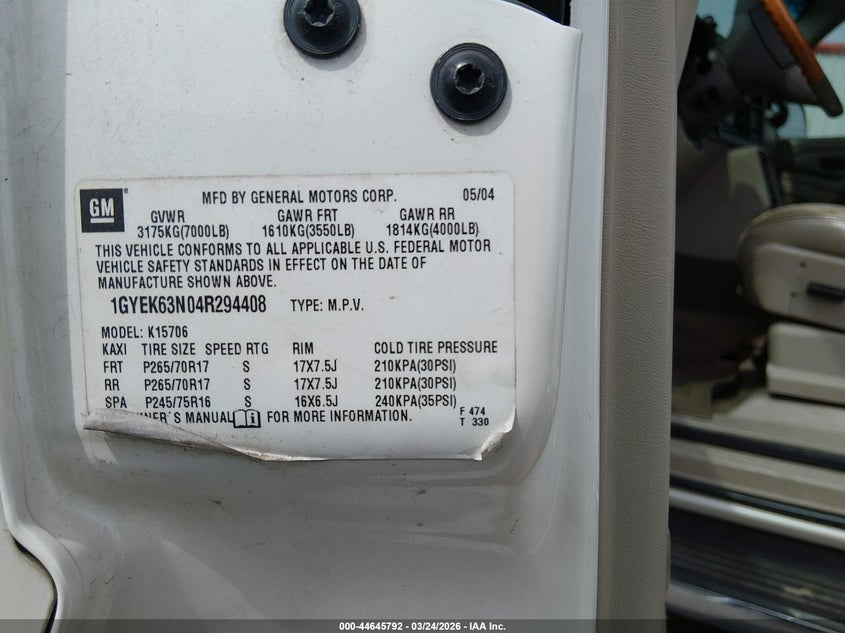 GM
MFD BY GENERAL MOTORS CORP. 05/04
GVWR GAWR FRT GAWR RR
3175KG(7000LB) 1610KG(3550LB) 1814KG(4000LB)
THIS VEHICLE CONFORMS TO ALL APPLICABLE U.S. FEDERAL MOTOR
VEHICLE SAFETY STANDARDS IN EFFECT ON THE DATE OF
MANUFACTURE SHOWN ABOVE.
1GYEK63N04R294408 TYPE: M.P.V.
MODEL: K15706
KAXI TIRE SIZE SPEED RTG RIM COLD TIRE PRESSURE
FRT P265/70R17 S 17X7.5J 210KPA(30PSI)
RR P265/70R17 S 17X7.5J 210KPA(30PSI)
SPA P245/75R16 S 16X6.5J 240KPA(35PSI)
NER'S MANUAL FOR MORE INFORMATION. F 474
T 330
000-44645792 - 03/24/2026 - IAA Inc.